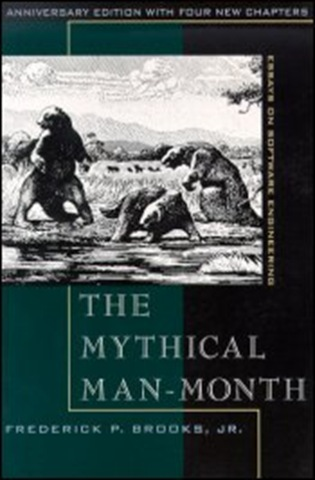 ANNIVERSARY EDITION WITH FOUR NEW CHAPTERS
ESSAYS ON SOFTWARE ENGINEERING
THE
MYTHICAL
MAN-MONTH
FREDERICK P. BROOKS, JR.